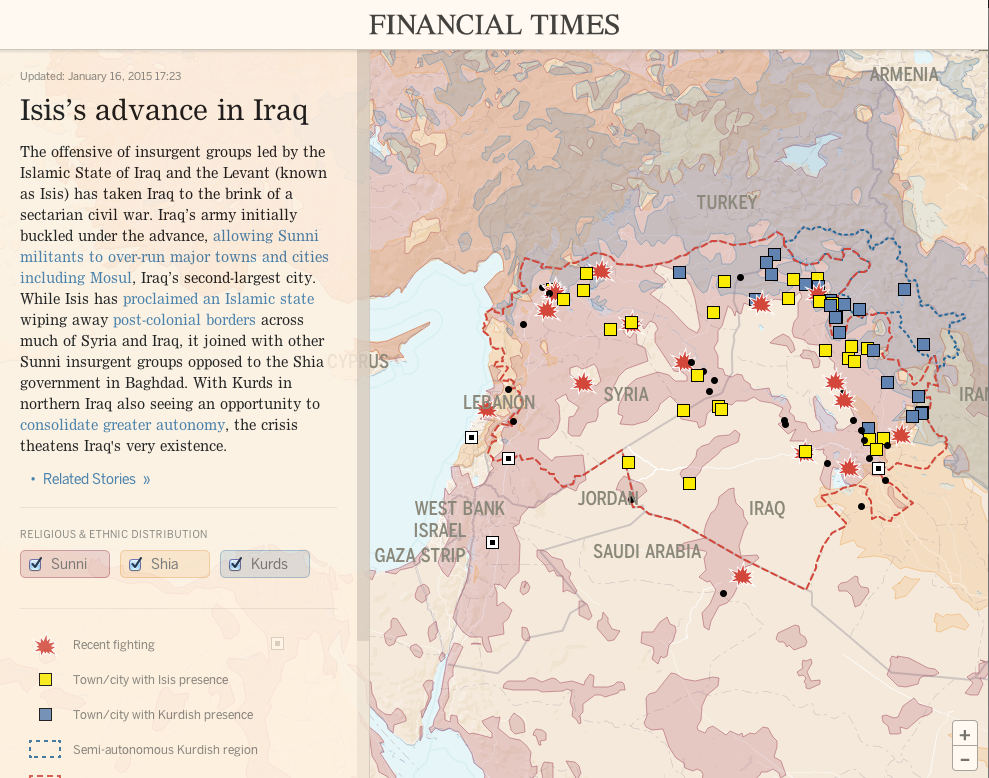 FINANCIAL TIMES
Updated: January 16, 2015 17:23
Isis's advance in Iraq
The offensive of insurgent groups led by the
Islamic State of Iraq and the Levant (known
as Isis) has taken Iraq to the brink of a
sectarian civil war. Iraq's army initially
buckled under the advance, allowing Sunni
militants to over-run major towns and cities
including Mosul, Iraq's second-largest city.
While Isis has proclaimed an Islamic state
wiping away post-colonial borders across
much of Syria and Iraq, it joined with other
Sunni insurgent groups opposed to the Shia
government in Baghdad. With Kurds in
northern Iraq also seeing an opportunity to
consolidate greater autonomy, the crisis
theatens Iraq's very existence.
• Related Stories »
RELIGIOUS & ETHNIC DISTRIBUTION
Sunni Shia Kurds
Recent fighting
Town/city with Isis presence
Town/city with Kurdish presence
Semi-autonomous Kurdish region
ARMENIA
TURKEY
CYPRUS
SYRIA
LEBANON
IRAN
JORDAN
IRAQ
WEST BANK
ISRAEL
GAZA STRIP
SAUDI ARABIA
+
−